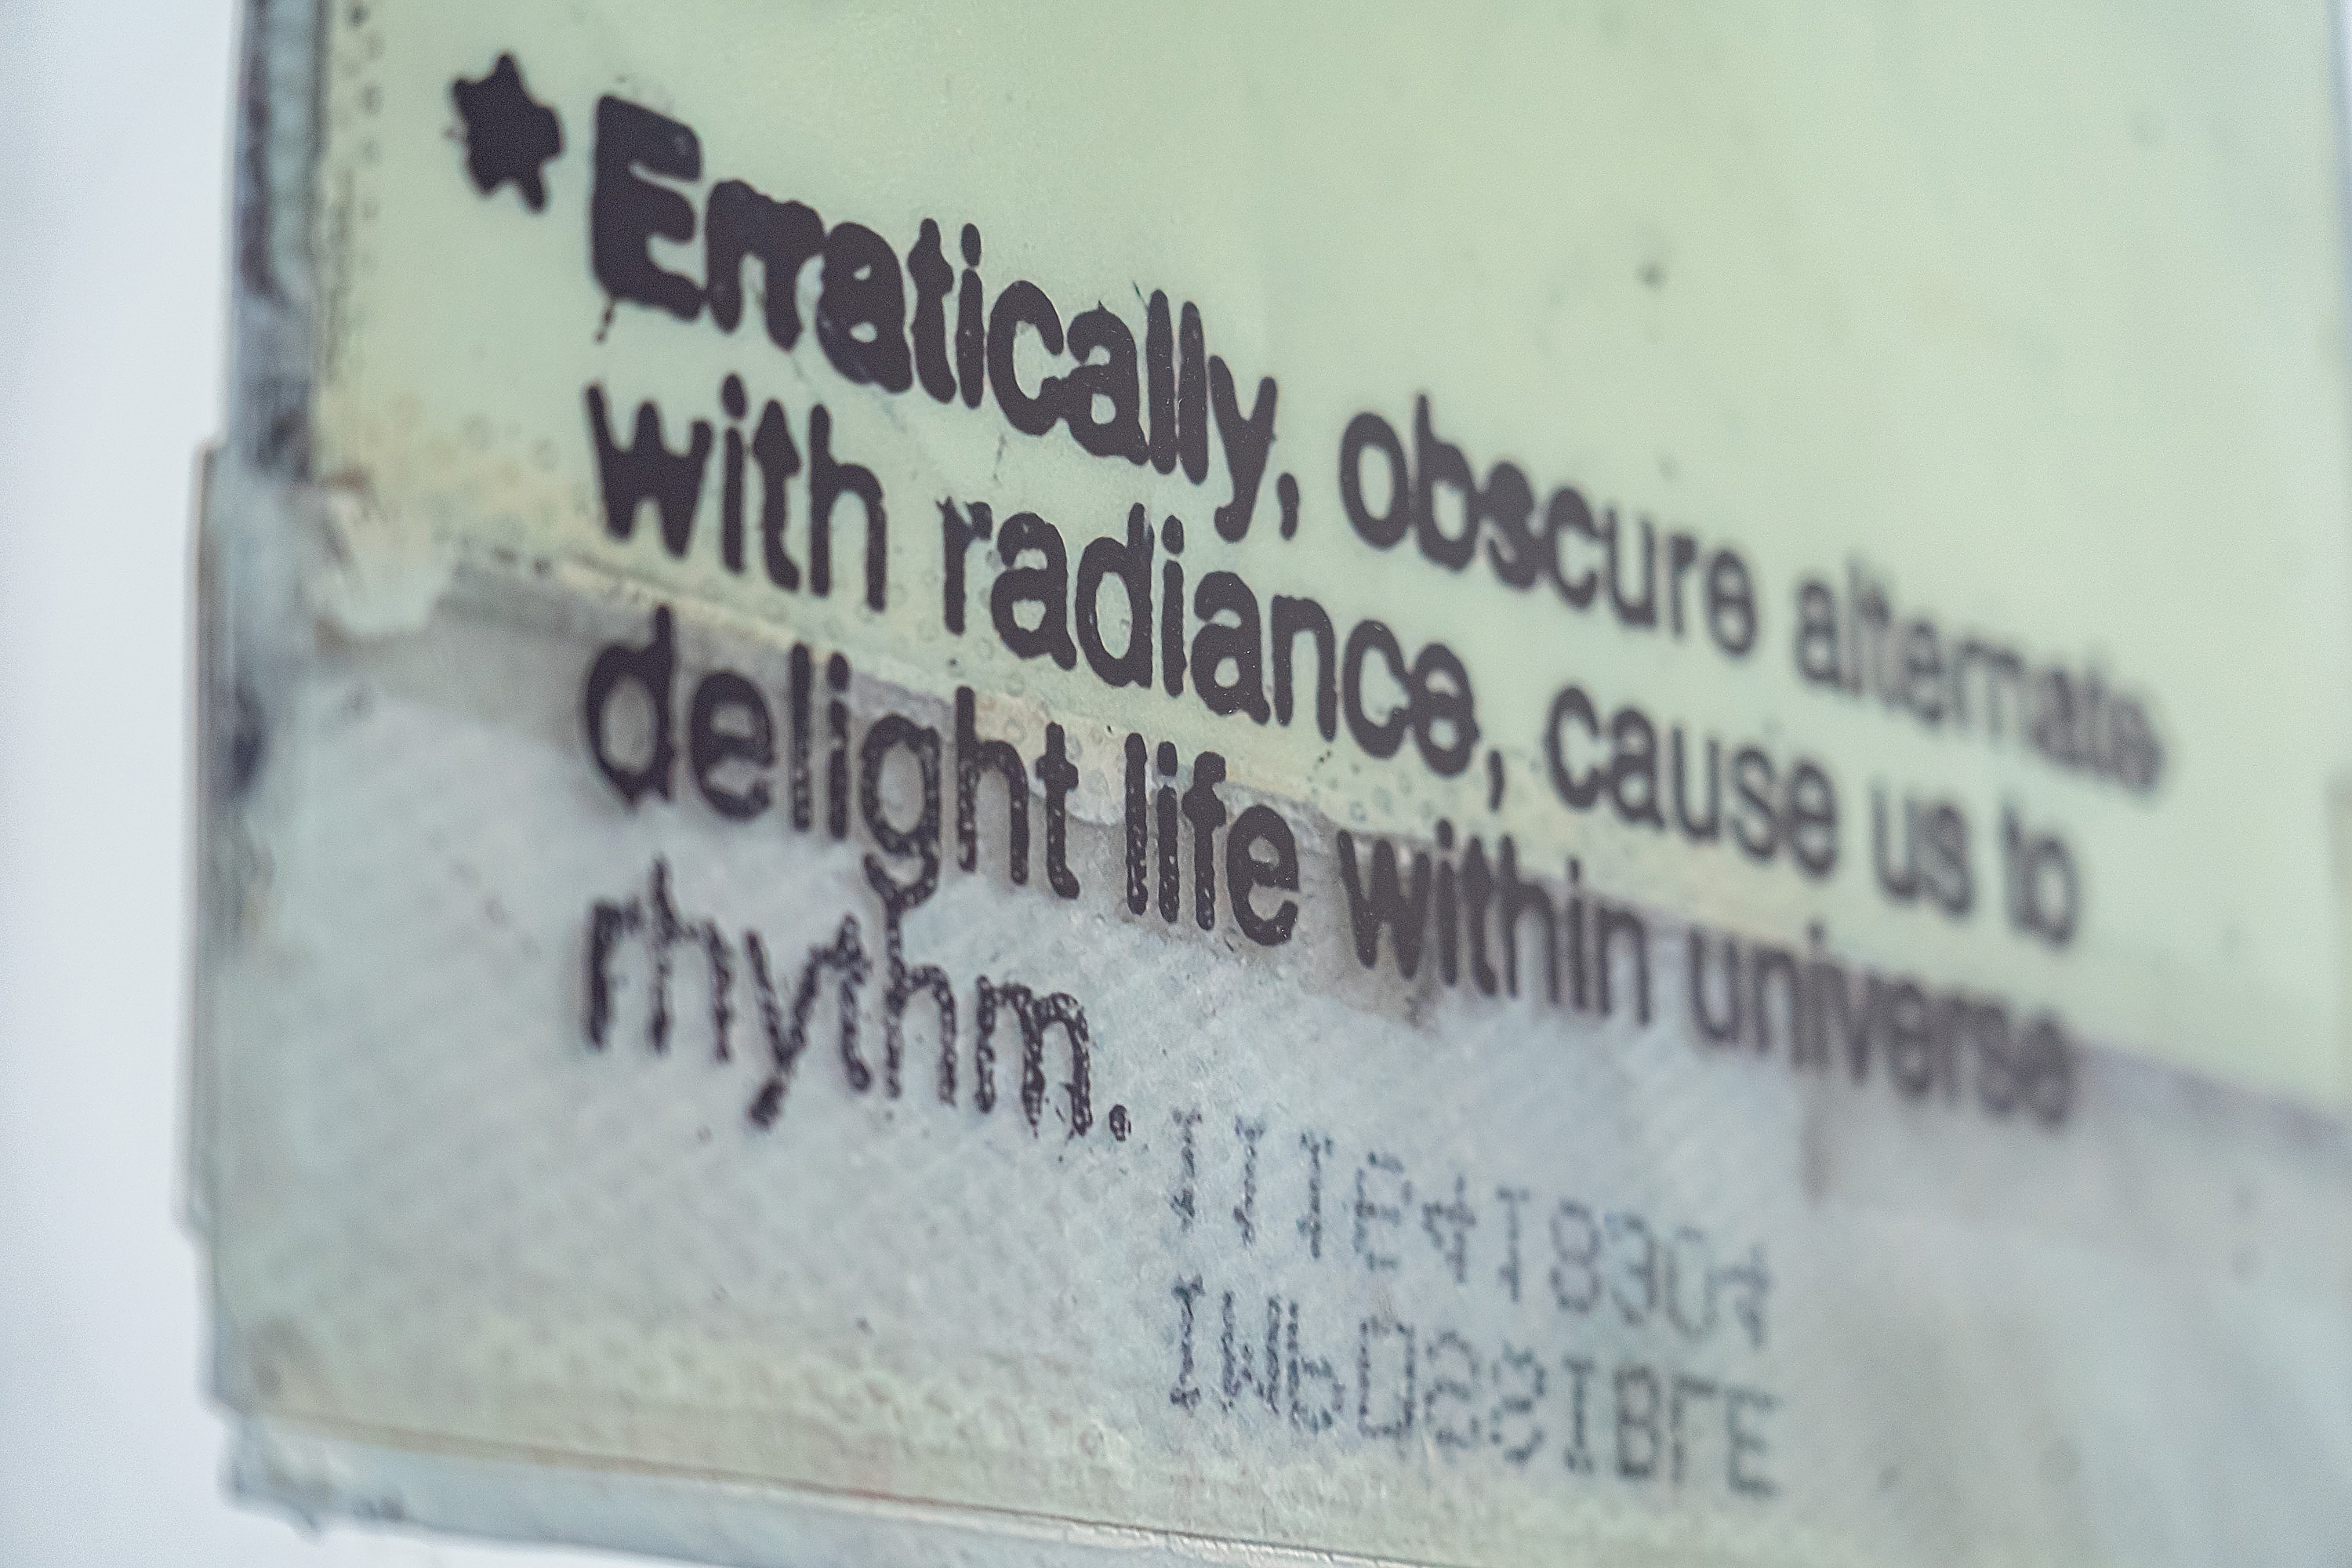 * Erratically, obscure alternate
with radiance, cause us to
delight life within universe
rhythm.